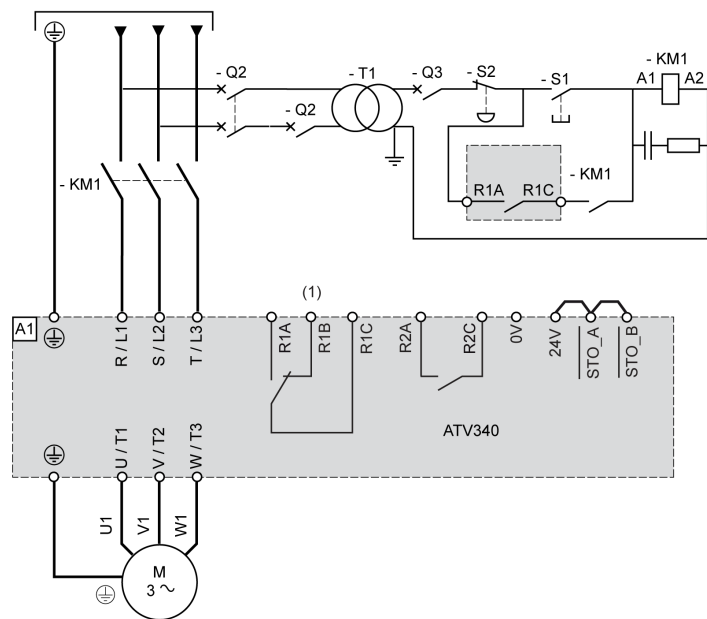 - Q2
- T1
- Q3
- S2
- S1
- KM1
A1
A2
- Q2
- KM1
R1A
R1C
- KM1
(1)
A1
R / L1
S / L2
T / L3
R1A
R1B
R1C
R2A
R2C
0V
24V
STO_A
STO_B
ATV340
U / T1
V / T2
W / T3
U1
V1
W1
M
3 ~